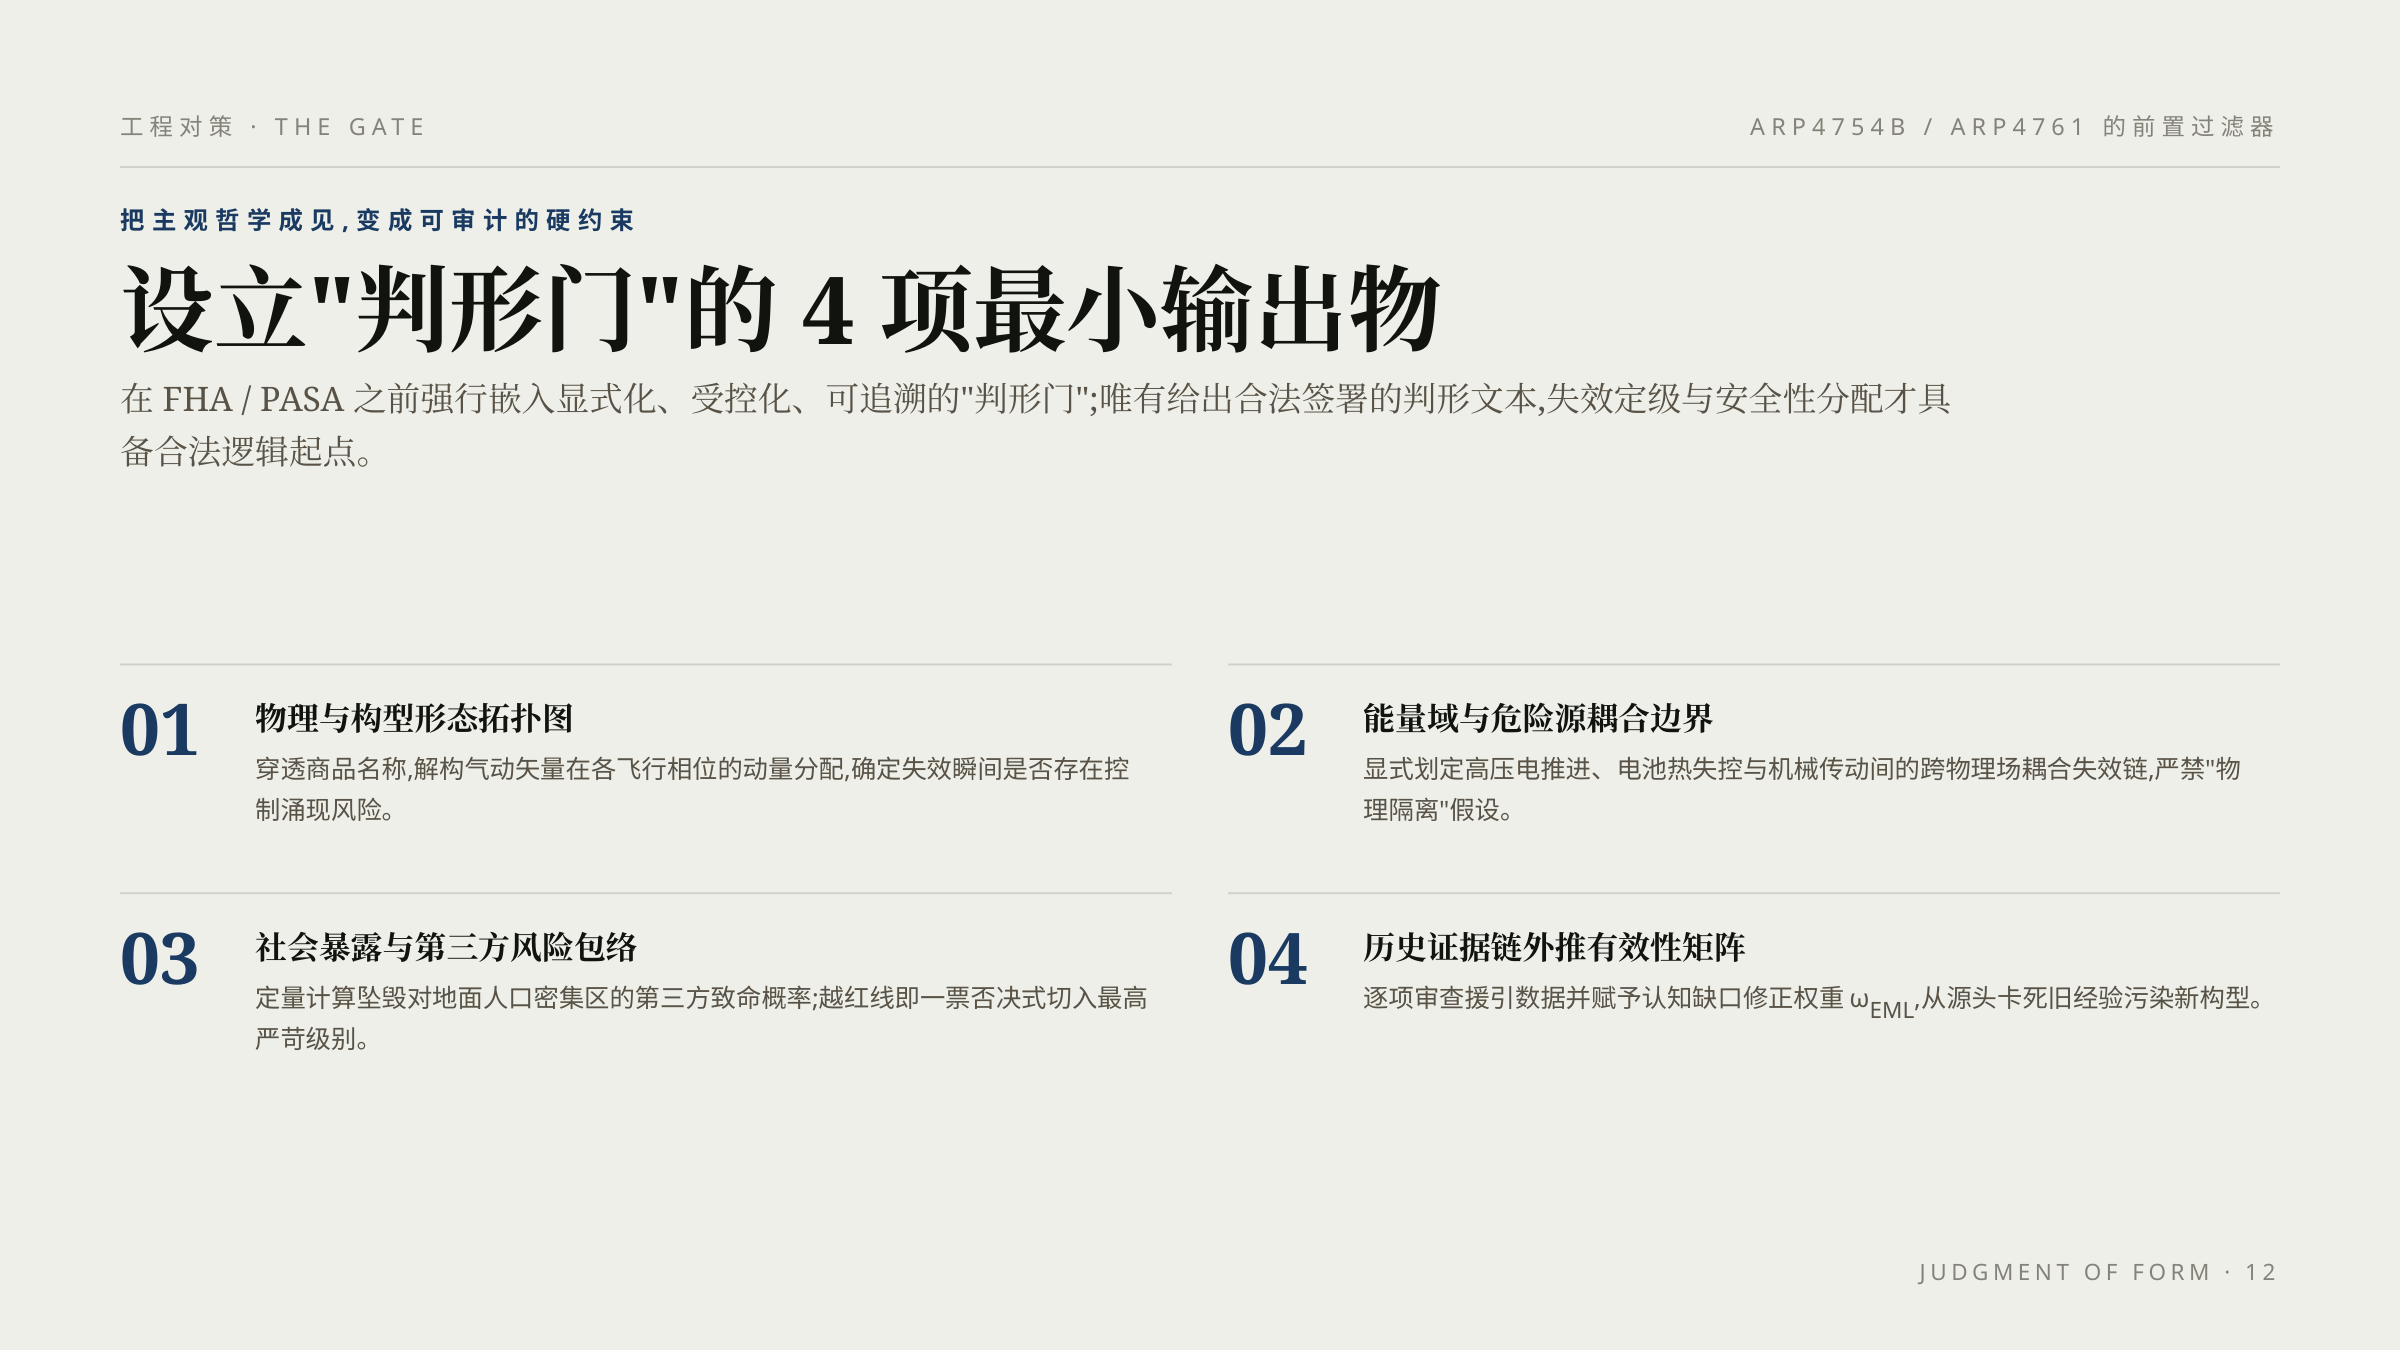 工程对策 · THE GATE
ARP4754B / ARP4761 的前置过滤器
把主观哲学成见,变成可审计的硬约束
设立"判形门"的 4 项最小输出物
在 FHA / PASA 之前强行嵌入显式化、受控化、可追溯的"判形门";唯有给出合法签署的判形文本,失效定级与安全性分配才具
备合法逻辑起点。
01
物理与构型形态拓扑图
穿透商品名称,解构气动矢量在各飞行相位的动量分配,确定失效瞬间是否存在控
制涌现风险。
02
能量域与危险源耦合边界
显式划定高压电推进、电池热失控与机械传动间的跨物理场耦合失效链,严禁"物
理隔离"假设。
03
社会暴露与第三方风险包络
定量计算坠毁对地面人口密集区的第三方致命概率;越红线即一票否决式切入最高
严苛级别。
04
历史证据链外推有效性矩阵
逐项审查援引数据并赋予认知缺口修正权重 ωEML,从源头卡死旧经验污染新构型。
JUDGMENT OF FORM · 12